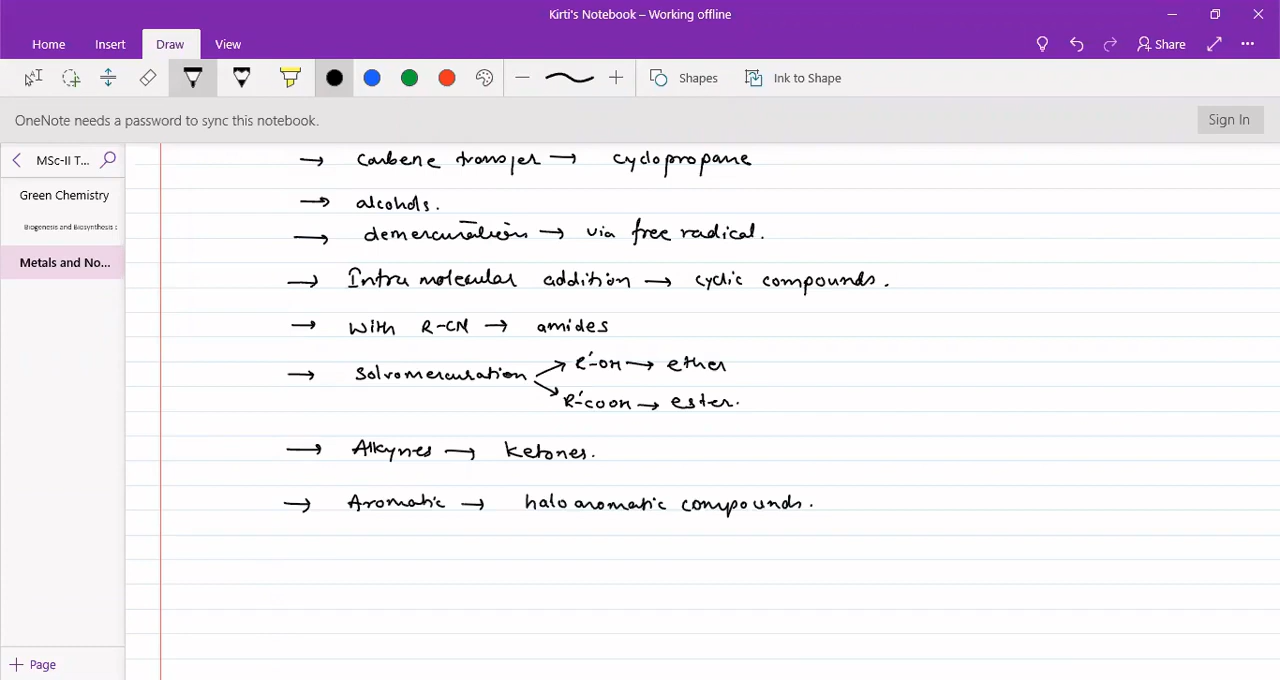 Kirti's Notebook – Working offline
Home Insert Draw View
Share
Shapes Ink to Shape
OneNote needs a password to sync this notebook. Sign In
MSc-II T...
Green Chemistry
Biogenesis and Biosynthesis
Metals and No...
+ Page
→ Carbene transfer → cyclopropane
→ alcohols.
→ demercuration → via free radical.
→ Intra molecular addition → cyclic compounds.
→ With R-CN → amides
→ Solvomercuration → R'-OH → ether
→ R'-COOH → ester.
→ Alkynes → ketones.
→ Aromatic → halo aromatic compounds.